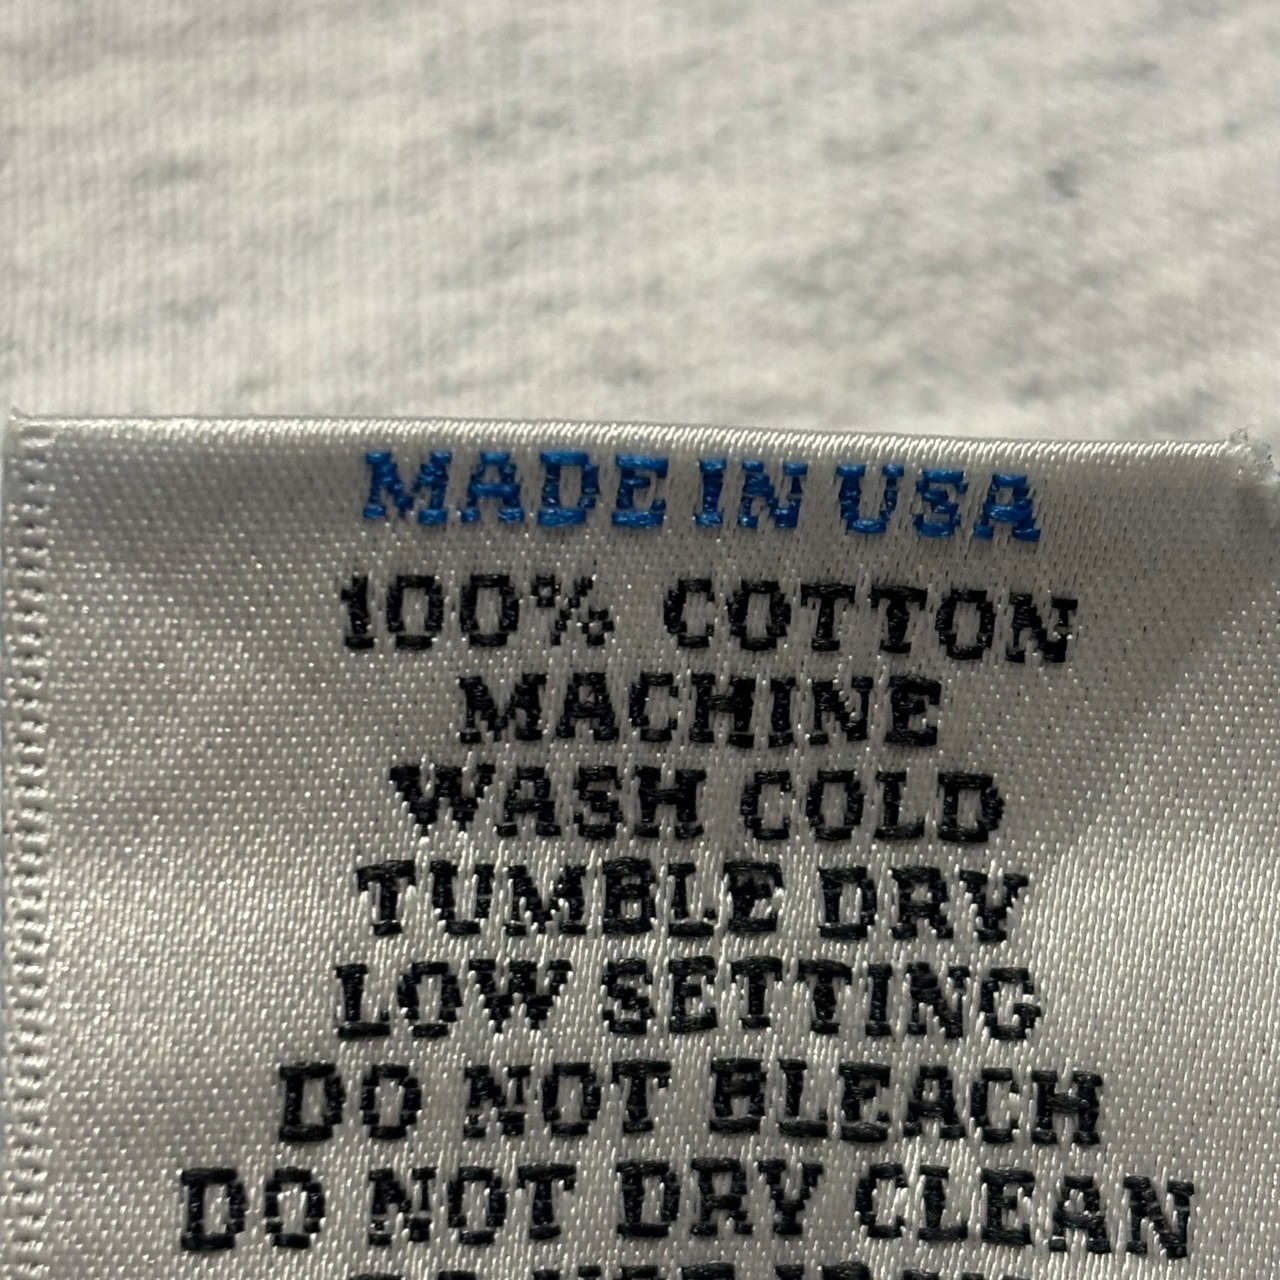 MADE IN USA
100% COTTON
MACHINE
WASH COLD
TUMBLE DRY
LOW SETTING
DO NOT BLEACH
DO NOT DRY CLEAN